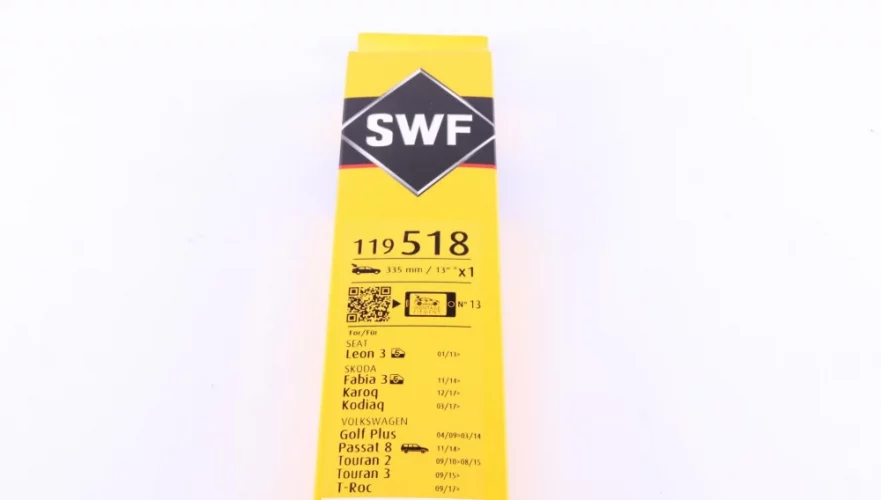 SWF
119 518
335 mm / 13" x1
N° 13
For/Für
SEAT
Leon 3 01/13>
SKODA
Fabia 3 11/14>
Karoq 12/17>
Kodiaq 03/17>
VOLKSWAGEN
Golf Plus 04/09>03/14
Passat 8 11/14>
Touran 2 09/10>08/15
Touran 3 09/15>
T-Roc 09/17>